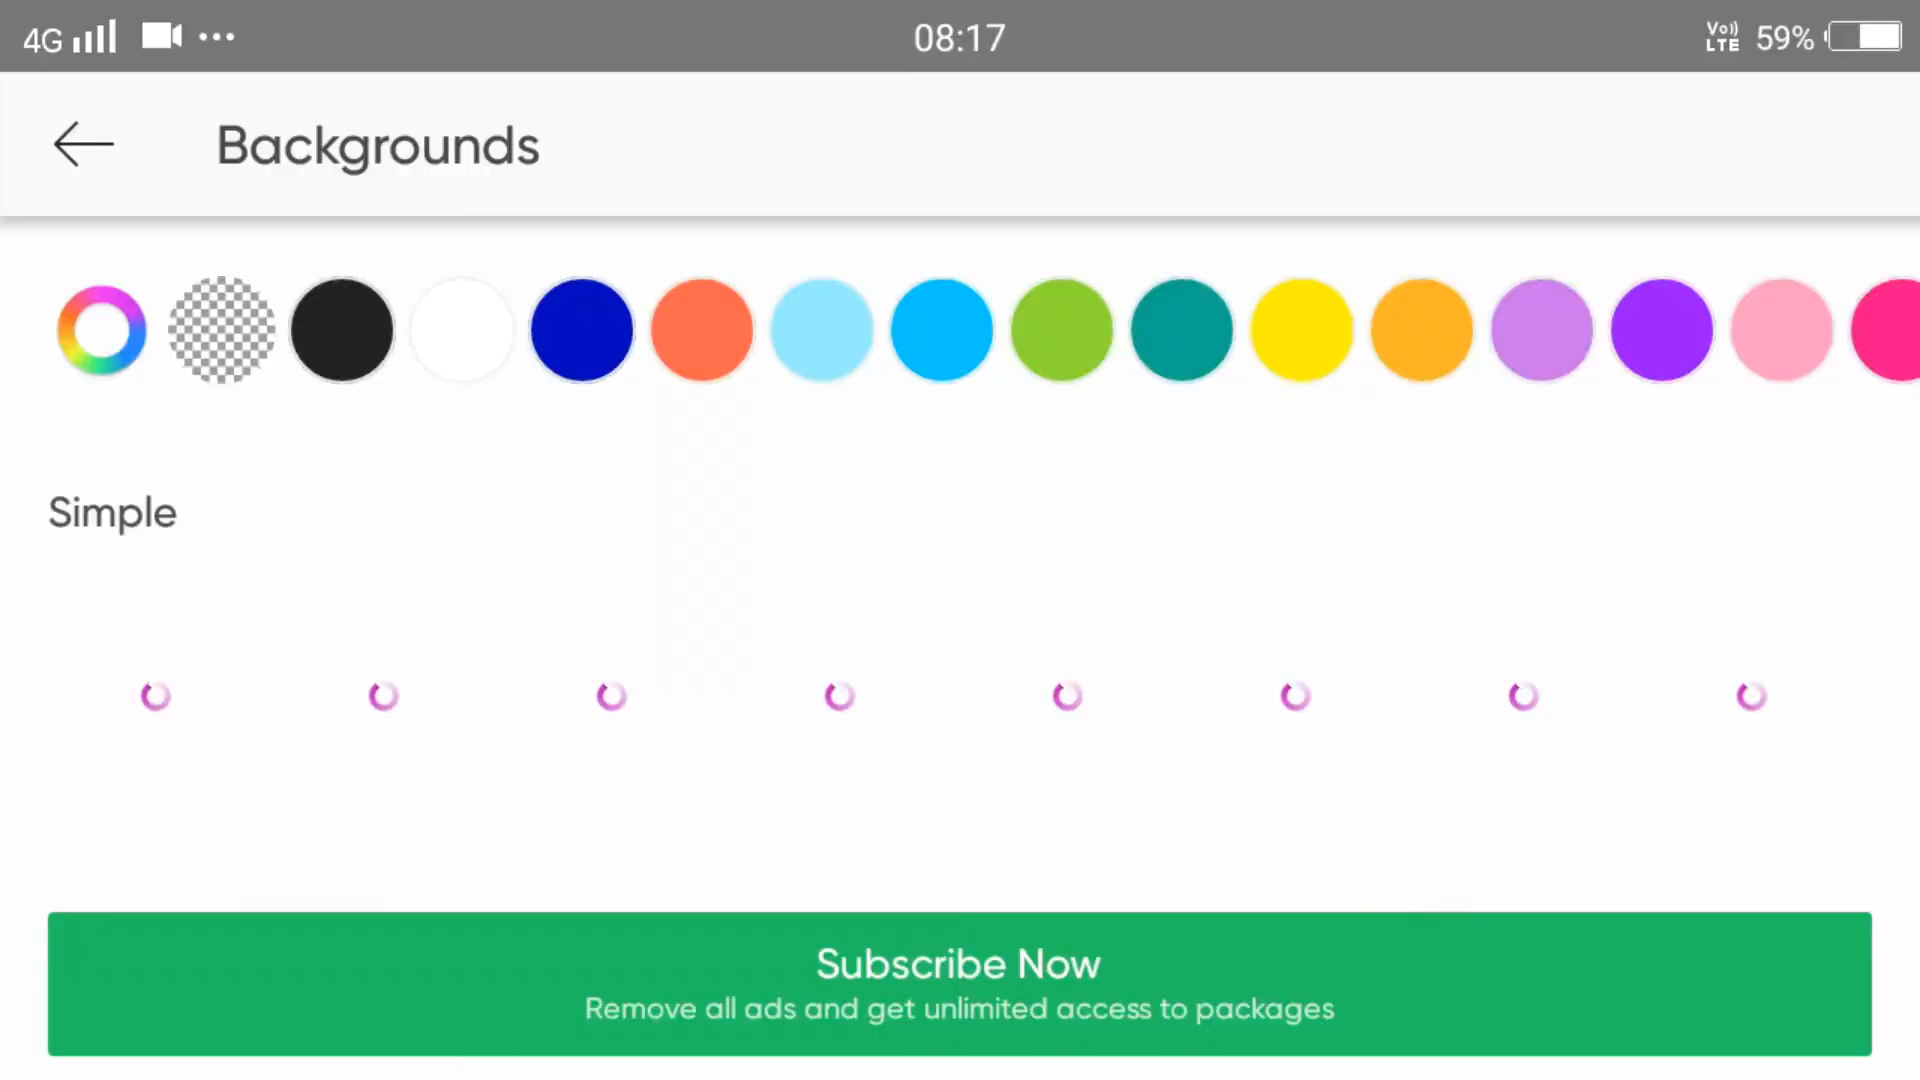 4G 08:17 Vo)) LTE 59%
Backgrounds
Simple
Subscribe Now
Remove all ads and get unlimited access to packages